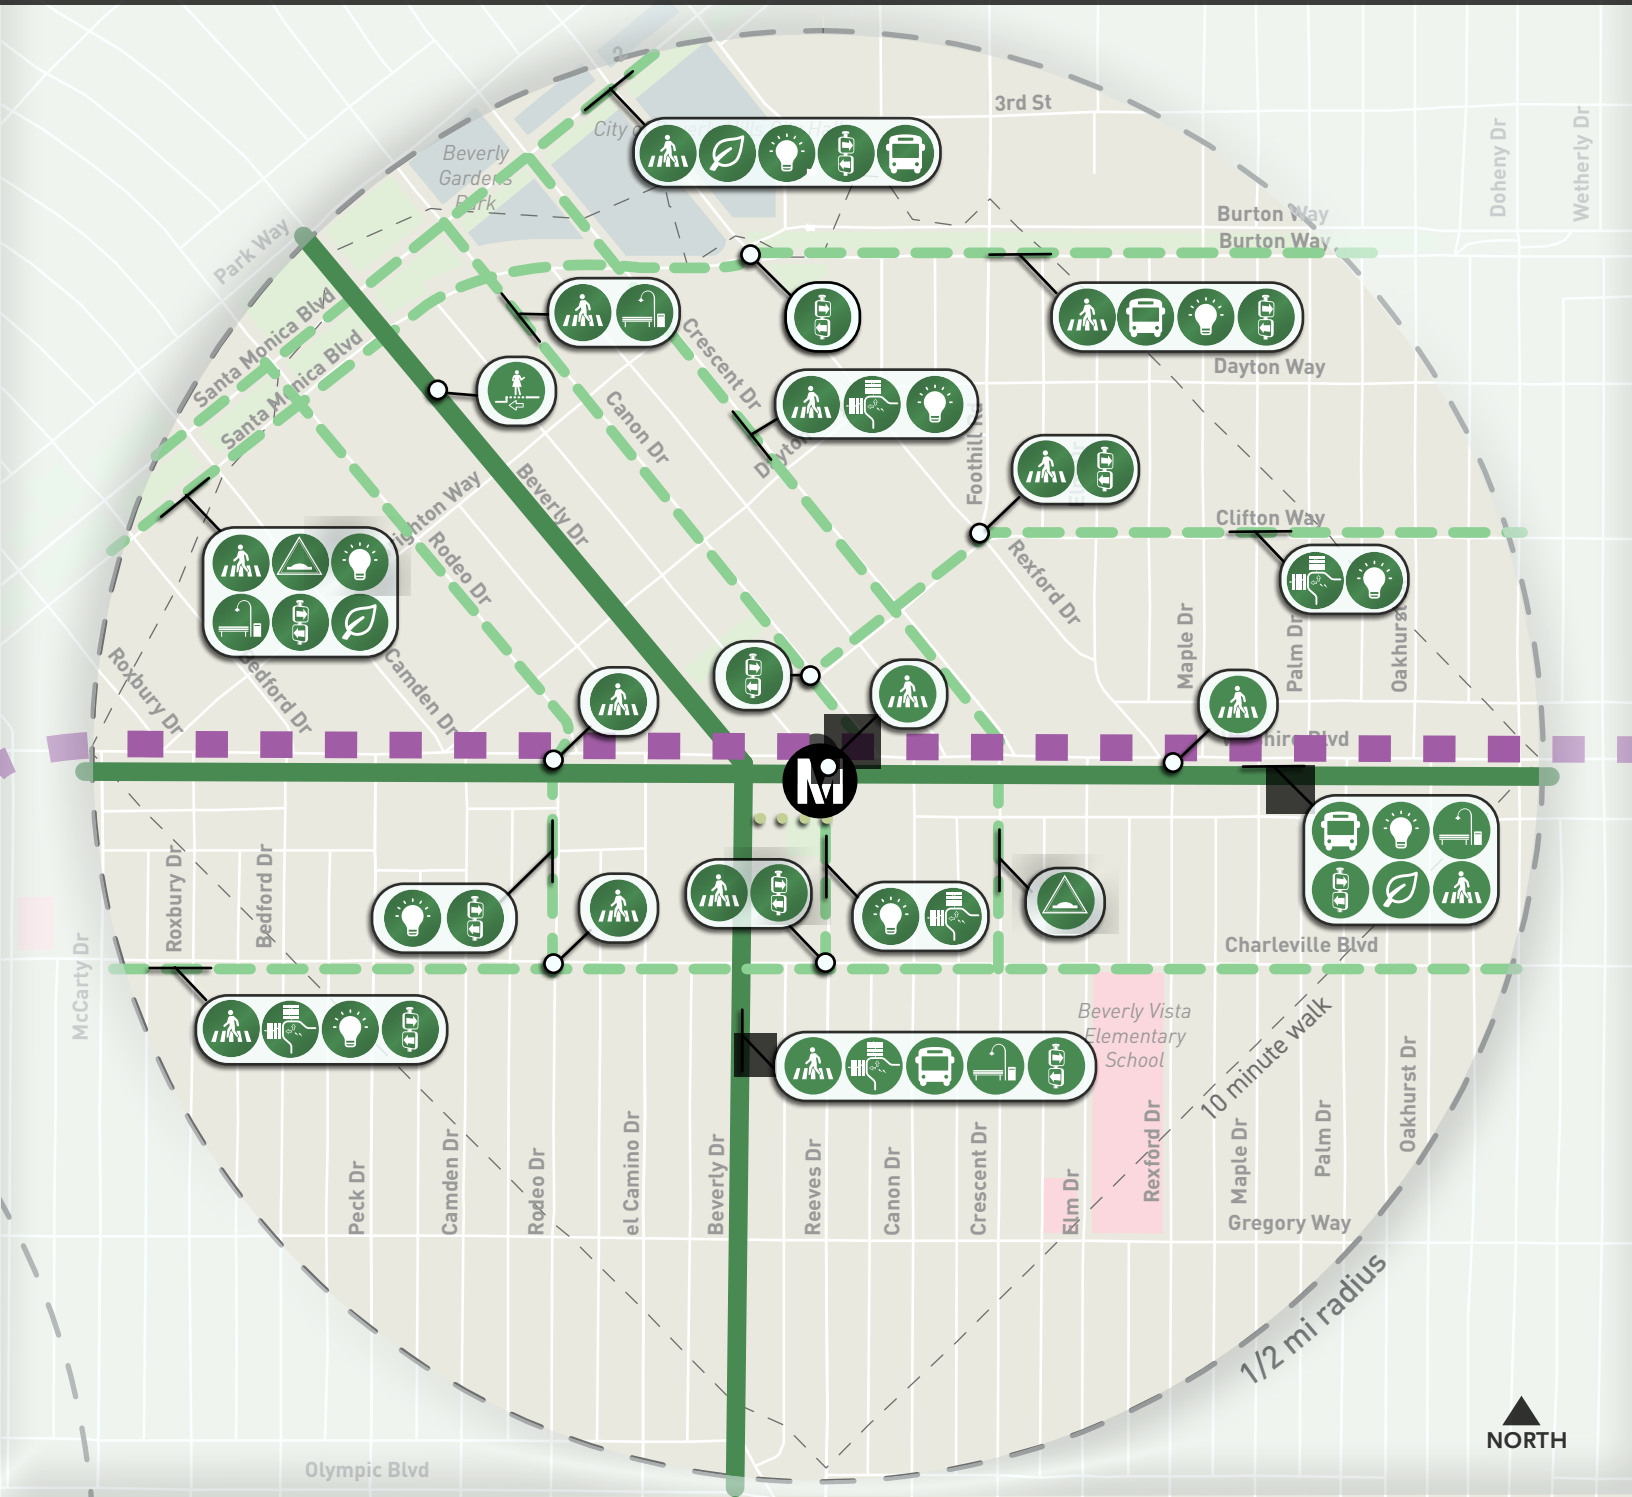 3rd St
City
Beverly
Gardens
Park
Doheny Dr
Wetherly Dr
Burton Way
Burton Way
Park Way
Santa Monica Blvd
Santa Monica Blvd
Crescent Dr
Dayton Way
Canon Dr
Foothill Rd
Beverly Dr
Rodeo Dr
Clifton Way
Rexford Dr
Maple Dr
Palm Dr
Oakhurst
Roxbury Dr
Bedford Dr
Camden Dr
Blvd
M
Roxbury Dr
Bedford Dr
McCarty Dr
Charleville Blvd
Beverly Vista
Elementary
School
10 minute walk
Peck Dr
Camden Dr
Rodeo Dr
el Camino Dr
Beverly Dr
Reeves Dr
Canon Dr
Crescent Dr
Elm Dr
Rexford Dr
Maple Dr
Palm Dr
Oakhurst Dr
Gregory Way
1/2 mi radius
NORTH
Olympic Blvd